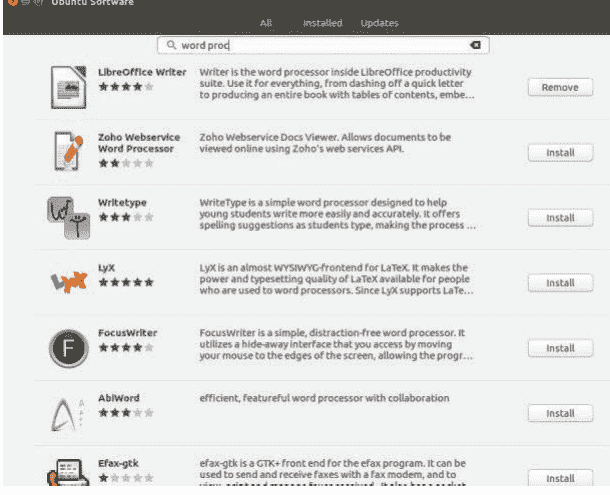 Ubuntu Software
All Installed Updates
word proc
LibreOffice Writer
Writer is the word processor inside LibreOffice productivity
suite. Use it for everything, from dashing off a quick letter
to producing an entire book with tables of contents, embe...
Remove
Zoho Webservice
Word Processor
Zoho Webservice Docs Viewer. Allows documents to be
viewed online using Zoho's web services API.
Install
Writetype
WriteType is a simple word processor designed to help
young students write more easily and accurately. It offers
spelling suggestions as students type, making the process ...
Install
LyX
LyX
LyX is an almost WYSIWYG-frontend for LaTeX. It makes the
power and typesetting quality of LaTeX available for people
who are used to word processors. Since LyX supports LaTe...
Install
F
FocusWriter
FocusWriter is a simple, distraction-free word processor. It
utilizes a hide-away interface that you access by moving
your mouse to the edges of the screen, allowing the progr...
Install
AbiWord
efficient, featureful word processor with collaboration
Install
Efax-gtk
efax-gtk is a GTK+ front end for the efax program. It can be
used to send and receive faxes with a fax modem, and to
Install